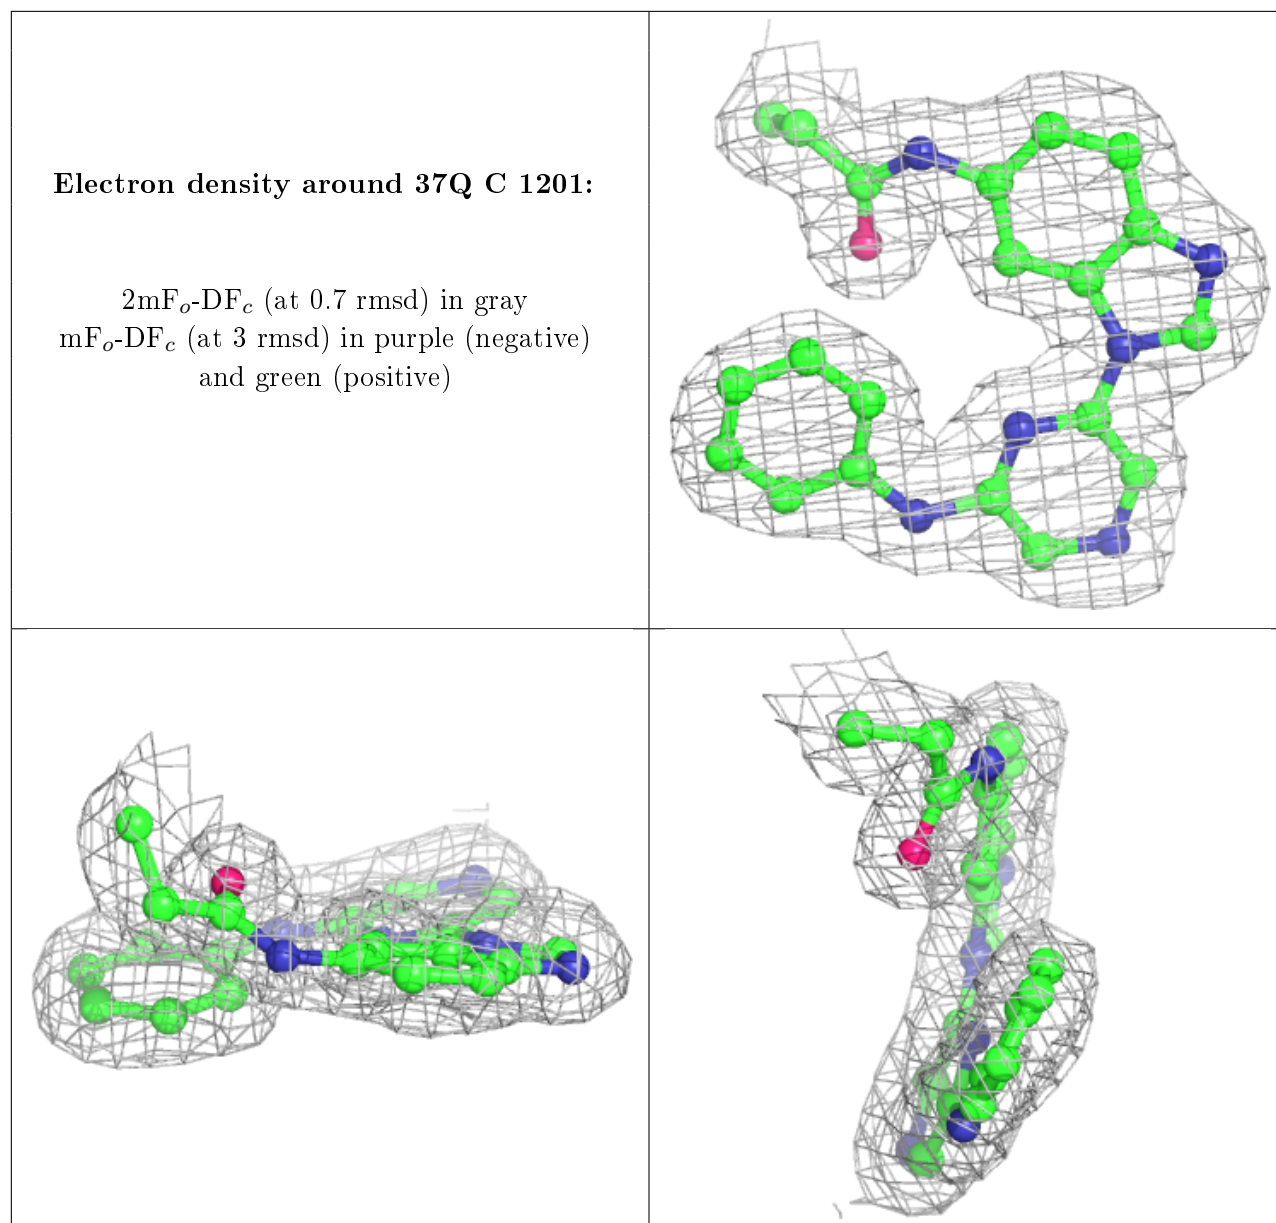 Electron density around 37Q C 1201:
2mFₒ-DF𝒸 (at 0.7 rmsd) in gray
mFₒ-DF𝒸 (at 3 rmsd) in purple (negative)
and green (positive)